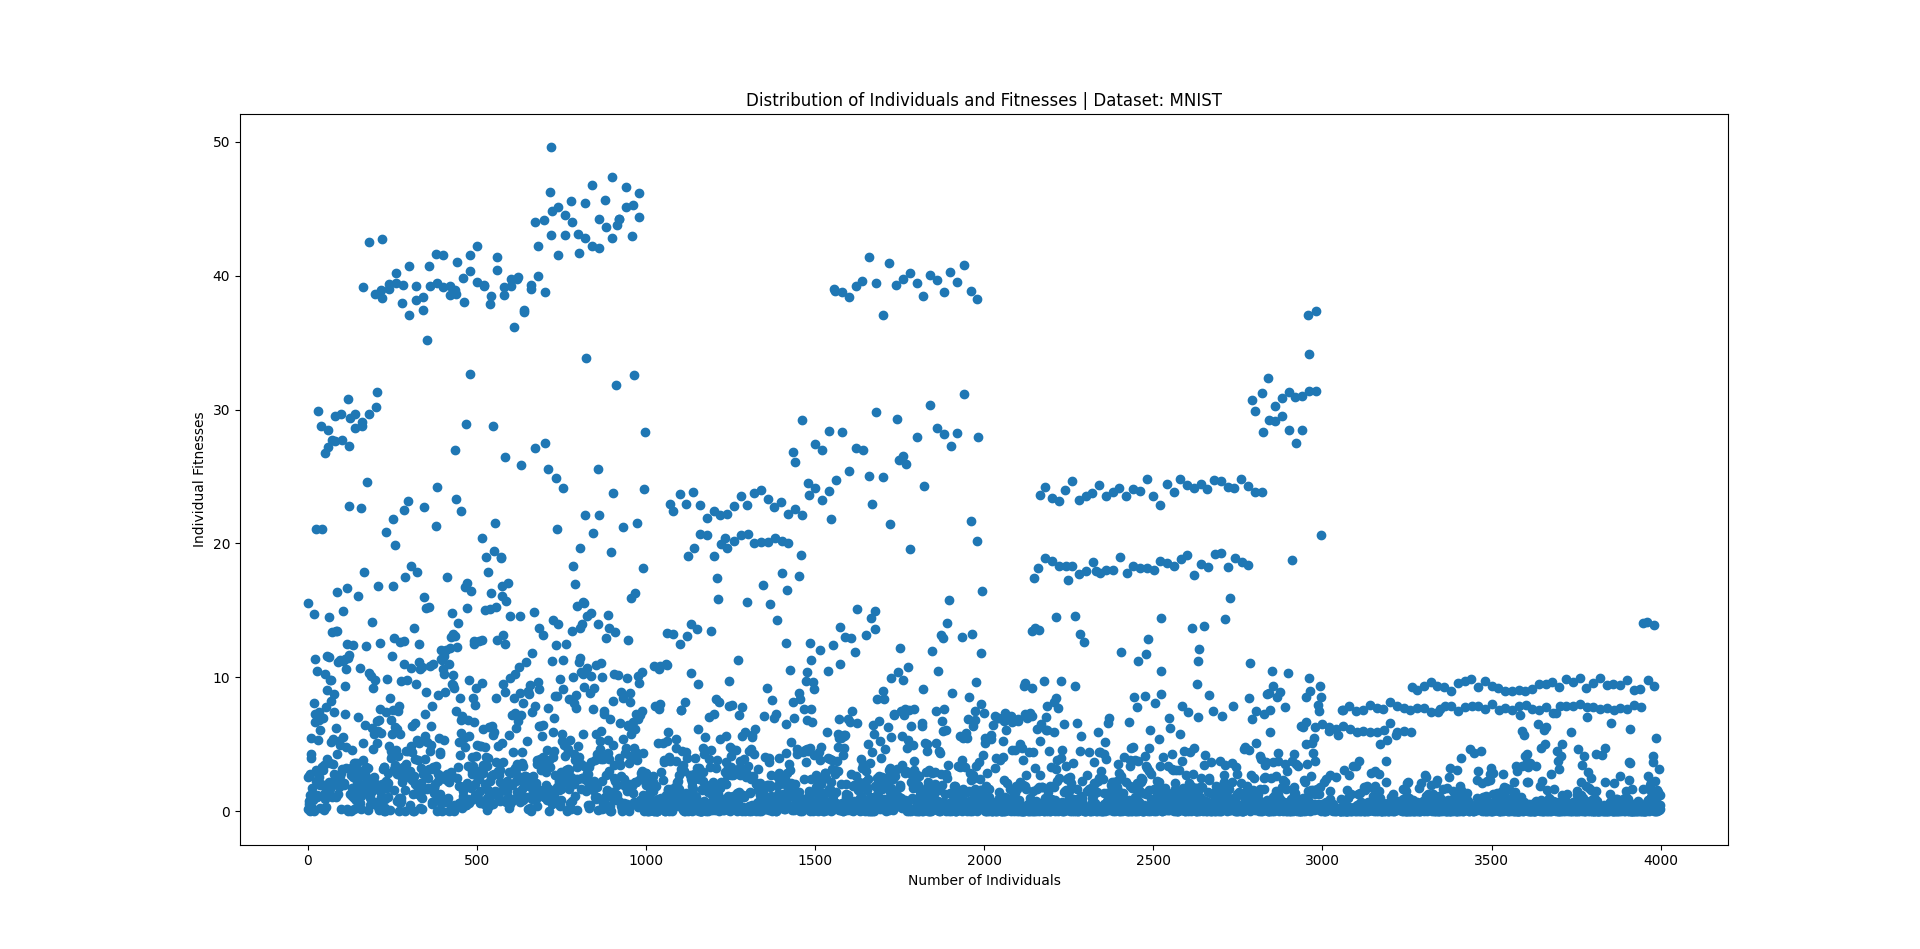 Distribution of Individuals and Fitnesses | Dataset: MNIST
50
40
30
20
10
0
Individual Fitnesses
0 500 1000 1500 2000 2500 3000 3500 4000
Number of Individuals